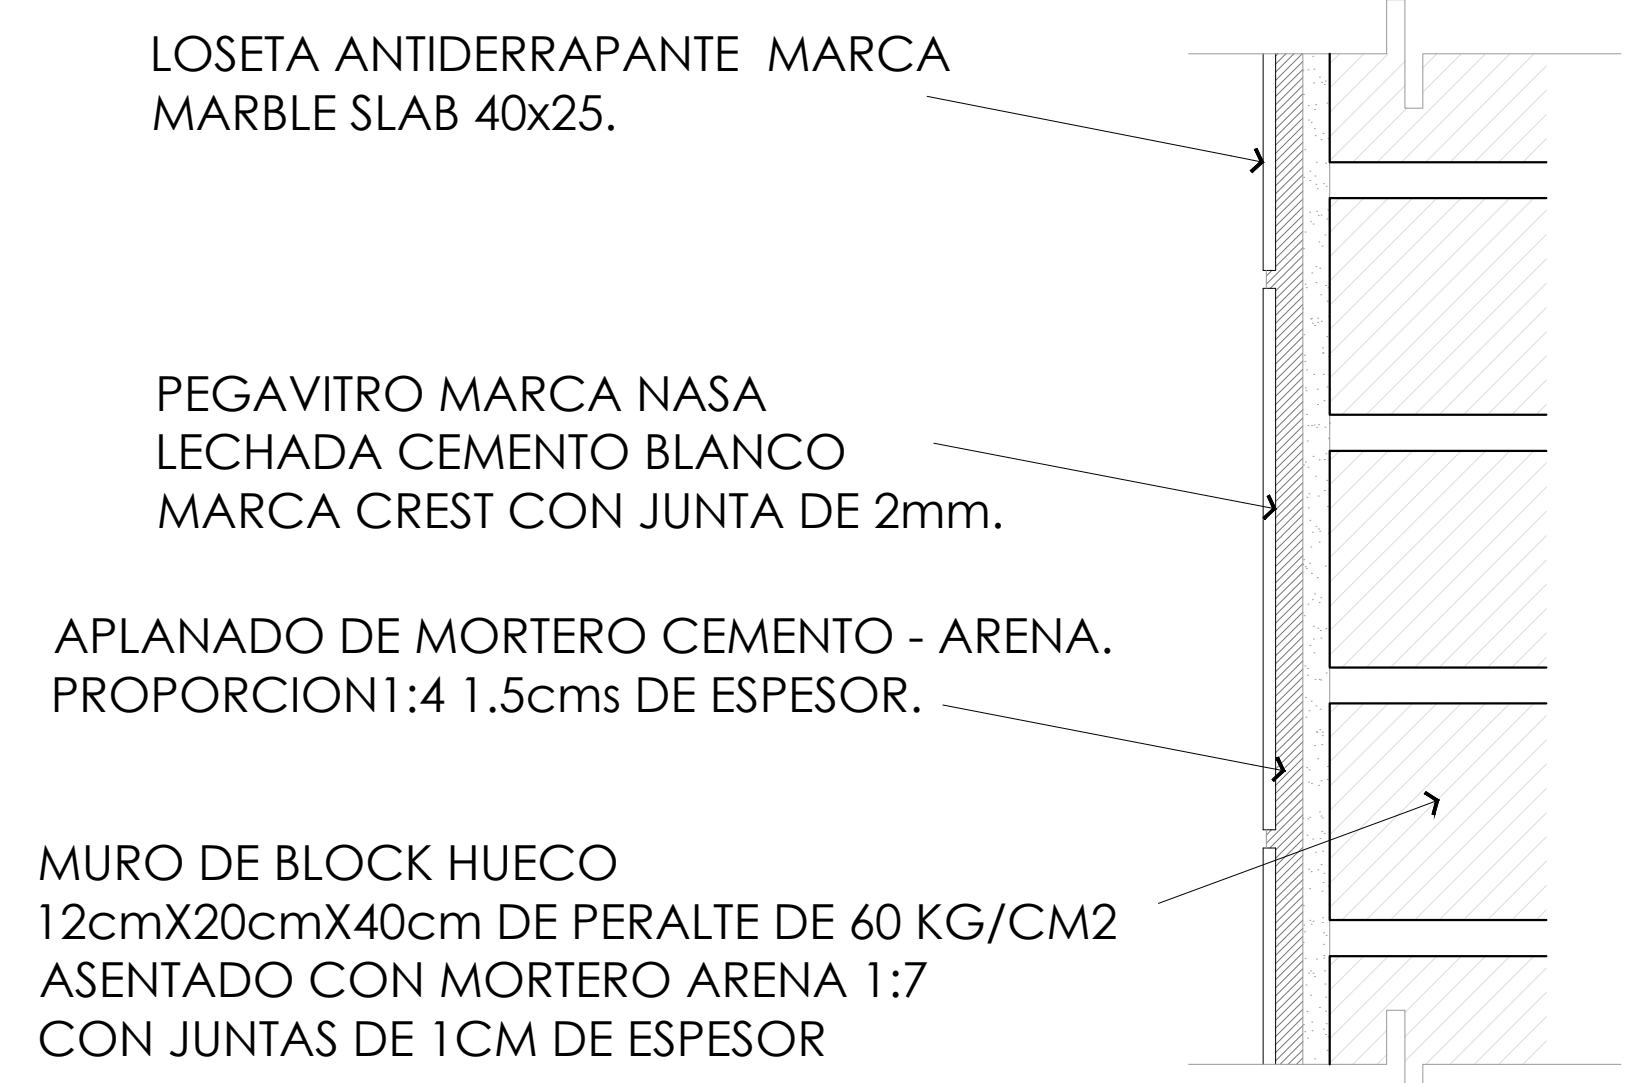 LOSETA ANTIDERRAPANTE MARCA
MARBLE SLAB 40x25.
PEGAVITRO MARCA NASA
LECHADA CEMENTO BLANCO
MARCA CREST CON JUNTA DE 2mm.
APLANADO DE MORTERO CEMENTO - ARENA.
PROPORCION1:4 1.5cms DE ESPESOR.
MURO DE BLOCK HUECO
12cmX20cmX40cm DE PERALTE DE 60 KG/CM2
ASENTADO CON MORTERO ARENA 1:7
CON JUNTAS DE 1CM DE ESPESOR